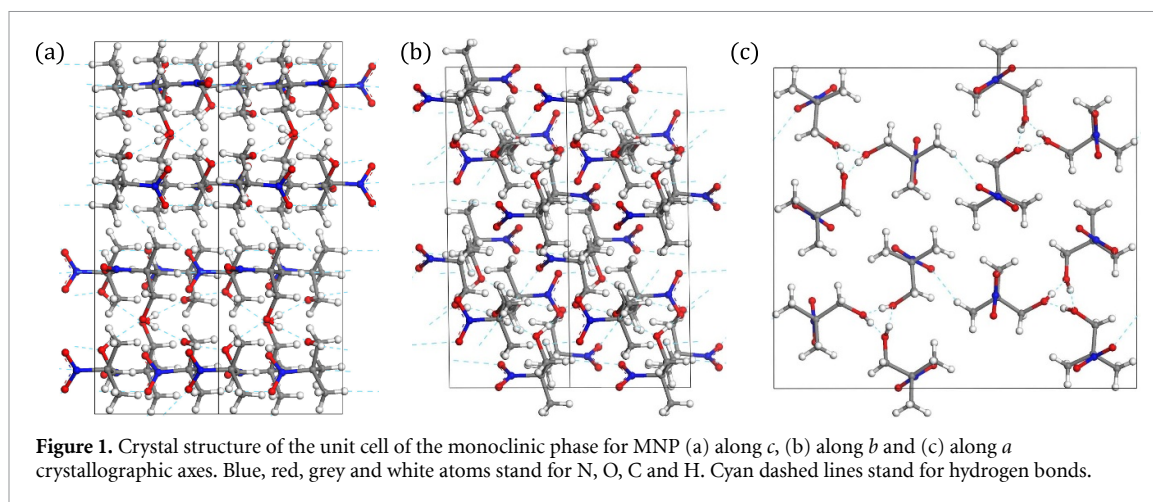 (a)
(b)
(c)
Figure 1. Crystal structure of the unit cell of the monoclinic phase for MNP (a) along c, (b) along b and (c) along a
crystallographic axes. Blue, red, grey and white atoms stand for N, O, C and H. Cyan dashed lines stand for hydrogen bonds.